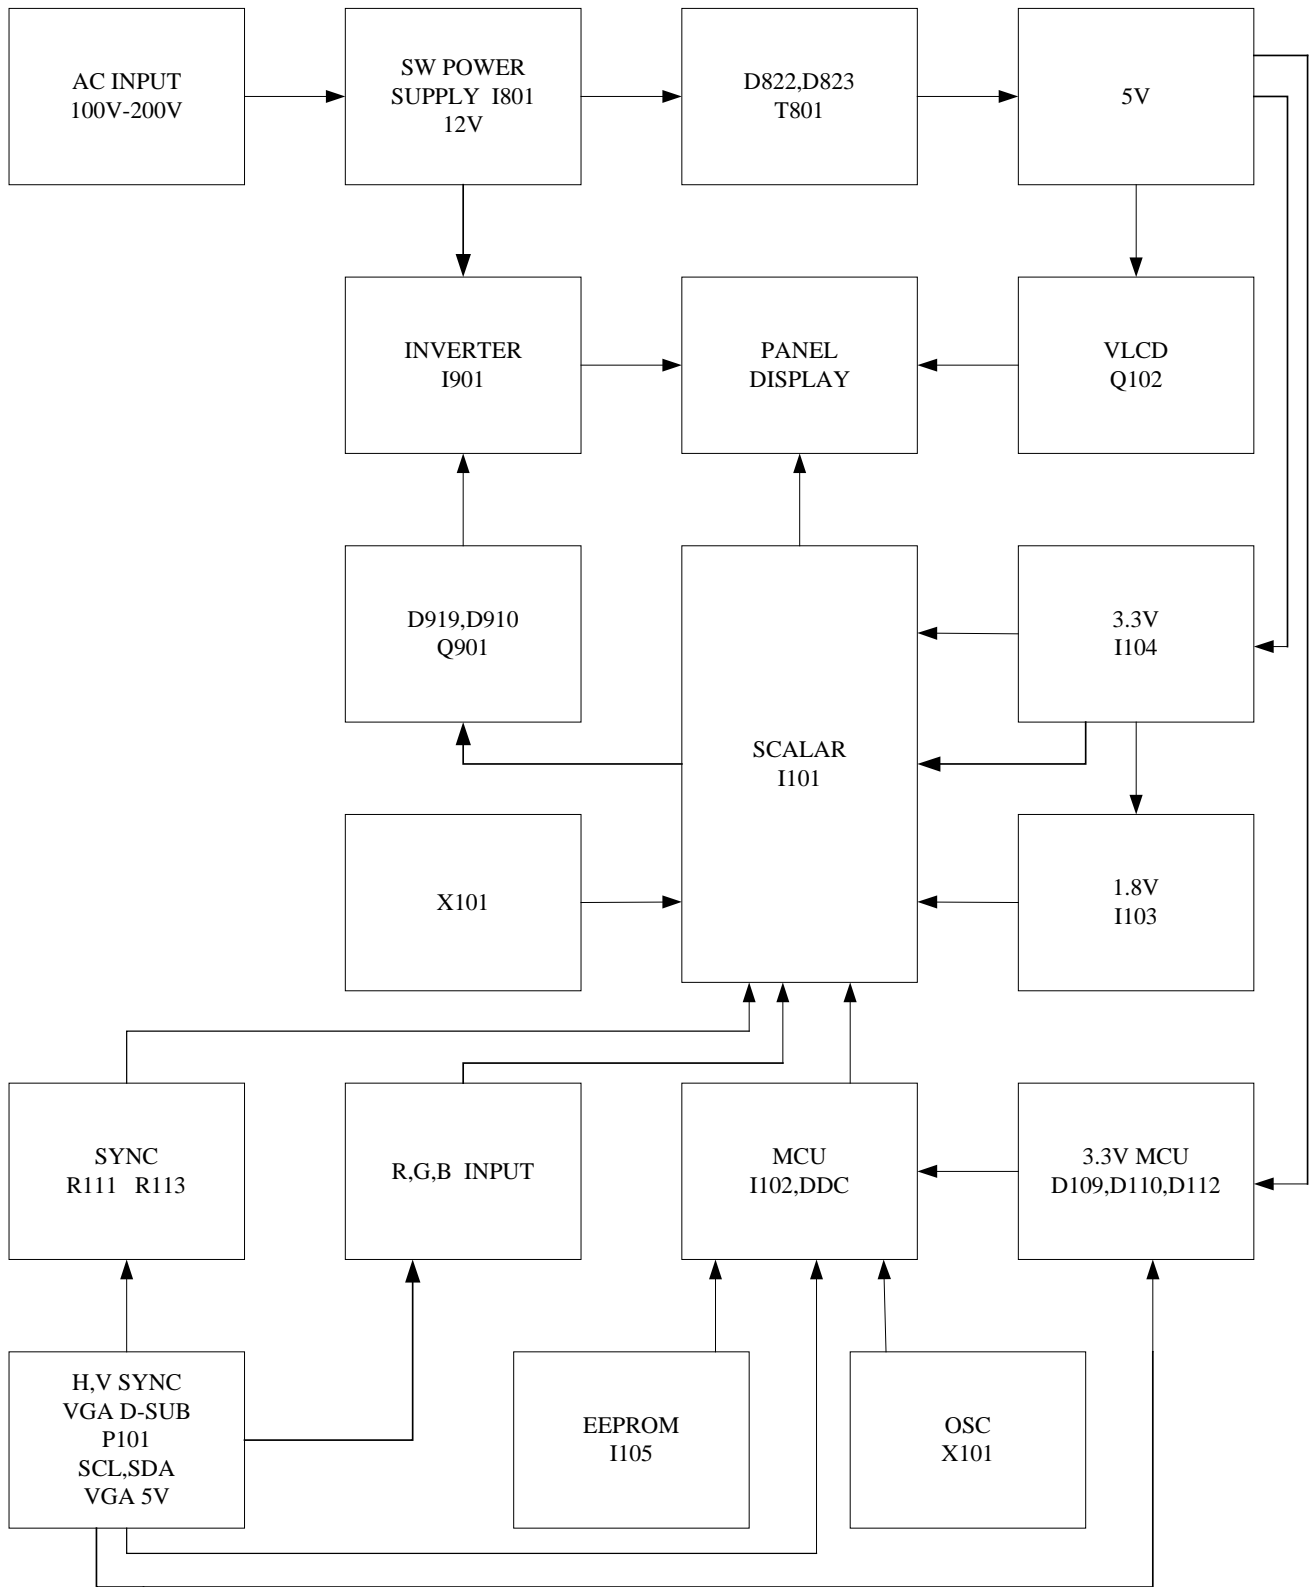 AC INPUT
100V-200V
SW POWER
SUPPLY I801
12V
D822,D823
T801
5V
INVERTER
I901
PANEL
DISPLAY
VLCD
Q102
D919,D910
Q901
SCALAR
I101
3.3V
I104
X101
1.8V
I103
SYNC
R111 R113
R,G,B INPUT
MCU
I102,DDC
3.3V MCU
D109,D110,D112
H,V SYNC
VGA D-SUB
P101
SCL,SDA
VGA 5V
EEPROM
I105
OSC
X101